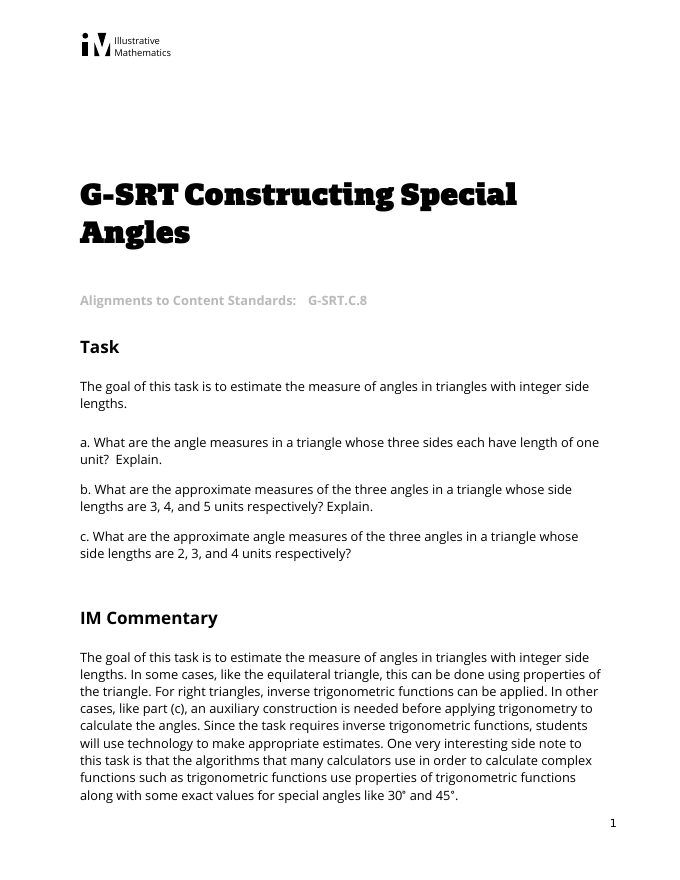 Illustrative
Mathematics
G-SRT Constructing Special
Angles
Alignments to Content Standards: G-SRT.C.8
Task
The goal of this task is to estimate the measure of angles in triangles with integer side
lengths.
a. What are the angle measures in a triangle whose three sides each have length of one
unit? Explain.
b. What are the approximate measures of the three angles in a triangle whose side
lengths are 3, 4, and 5 units respectively? Explain.
c. What are the approximate angle measures of the three angles in a triangle whose
side lengths are 2, 3, and 4 units respectively?
IM Commentary
The goal of this task is to estimate the measure of angles in triangles with integer side
lengths. In some cases, like the equilateral triangle, this can be done using properties of
the triangle. For right triangles, inverse trigonometric functions can be applied. In other
cases, like part (c), an auxiliary construction is needed before applying trigonometry to
calculate the angles. Since the task requires inverse trigonometric functions, students
will use technology to make appropriate estimates. One very interesting side note to
this task is that the algorithms that many calculators use in order to calculate complex
functions such as trigonometric functions use properties of trigonometric functions
along with some exact values for special angles like 30° and 45°.
1